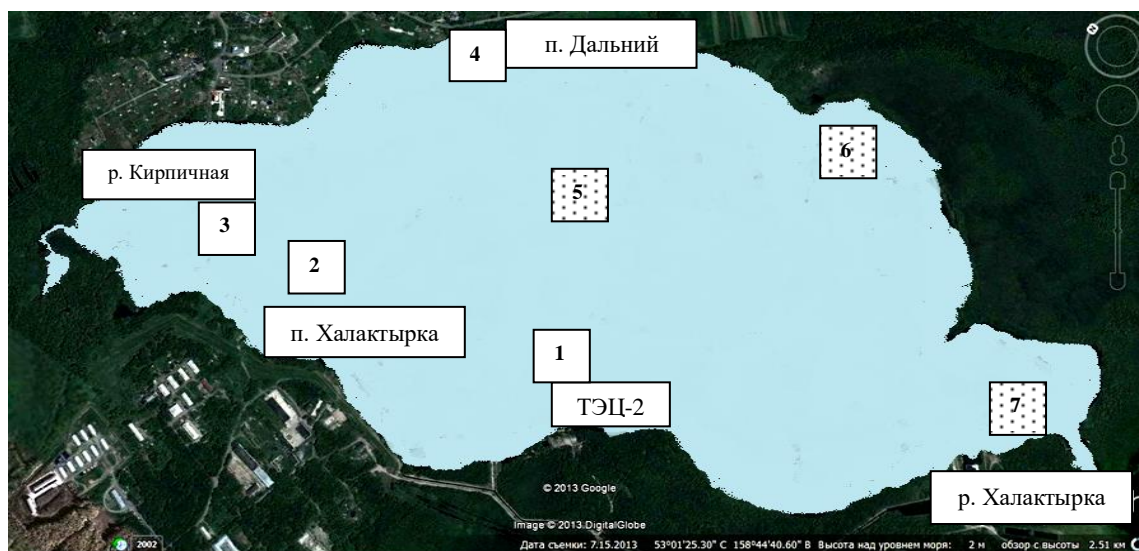 4
п. Дальний
6
р. Кирпичная
5
3
2
п. Халактырка
1
ТЭЦ-2
7
р. Халактырка
© 2013 Google
Image © 2013 DigitalGlobe
2002
Дата съемки: 7.15.2013 53°01'25.30" С 158°44'40.60" В Высота над уровнем моря: 2 м обзор с высоты 2.51 км